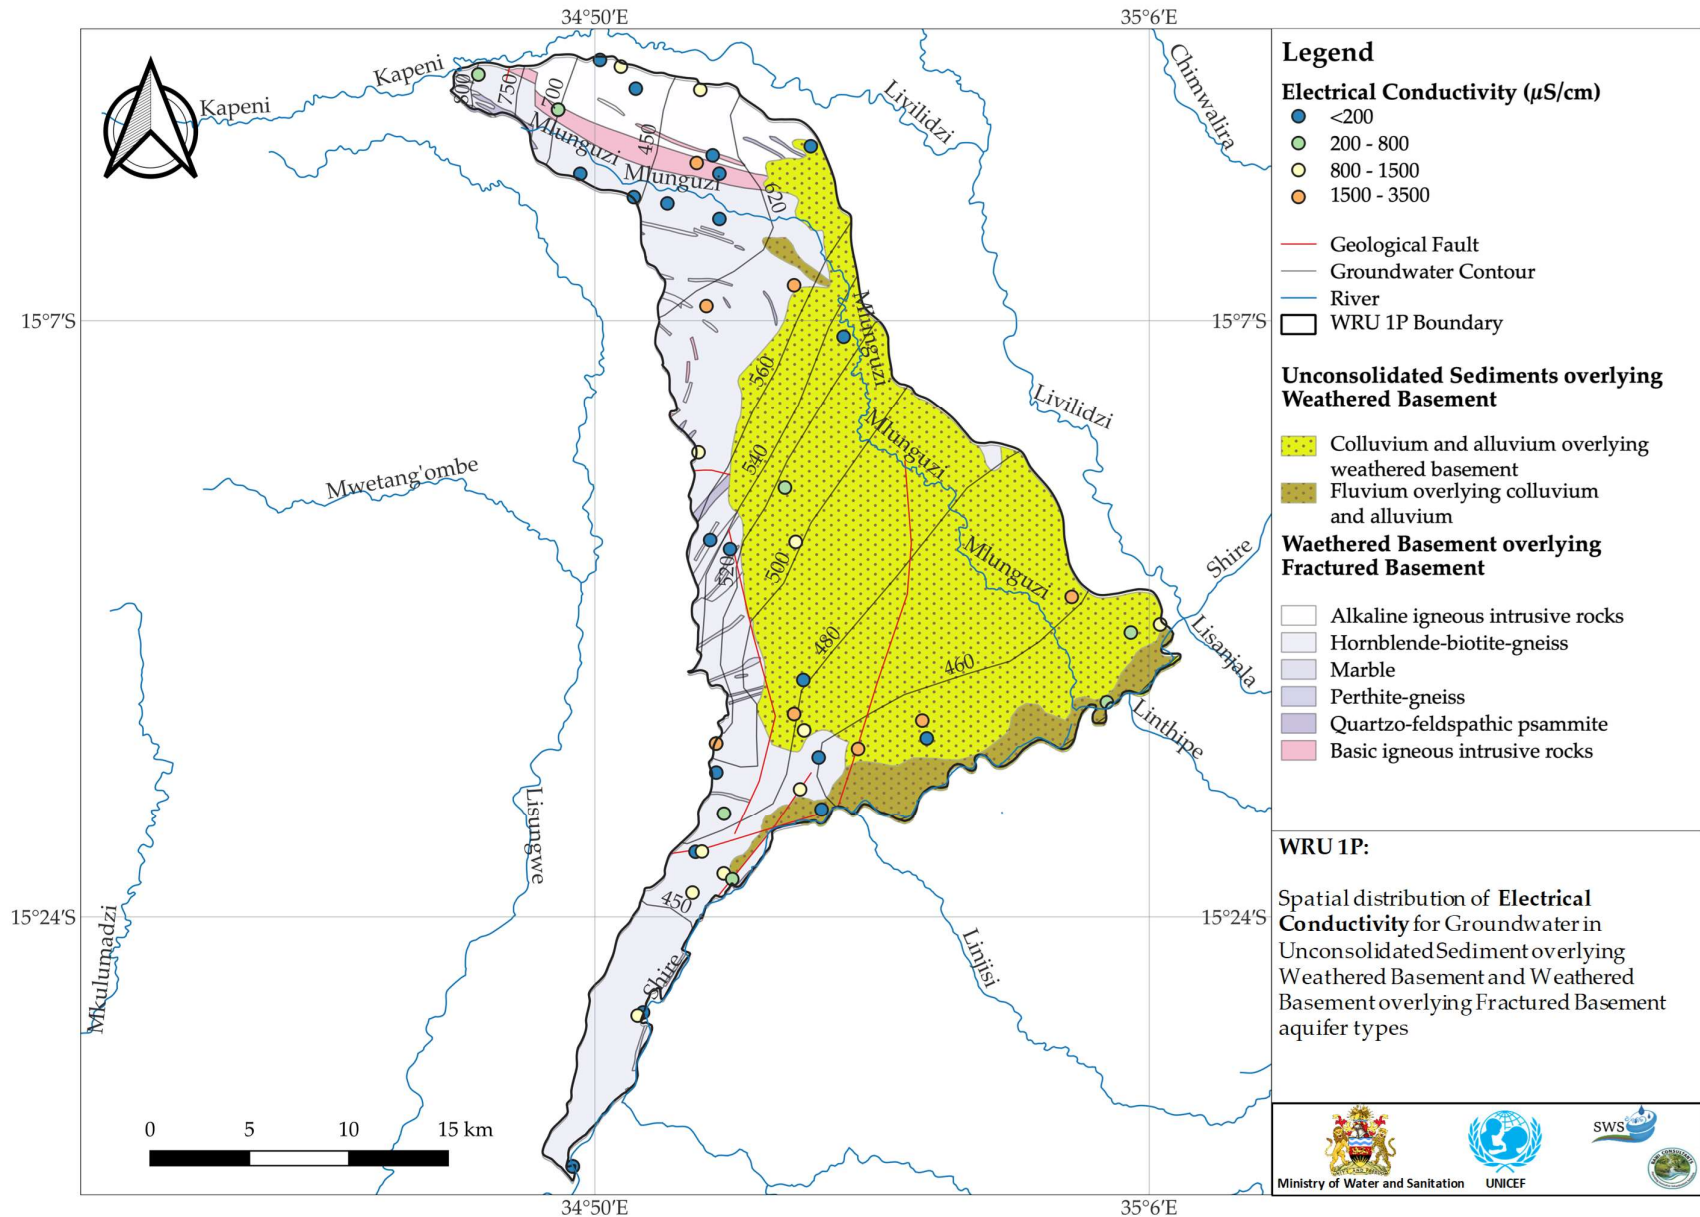 34°50′E
35°6′E
Kapeni
Kapeni
800
750
700
450
Mlunguzi
Mlunguzi
620
Livilidzi
Chimwalira
15°7′S
15°7′S
Mlunguzi
560
Livilidzi
Mlunguzi
540
Mwetang'ombe
520
500
Mlunguzi
Shire
480
460
Lisanjala
Linthipe
Lisungwe
Mkulumadzi
15°24′S
15°24′S
450
Shire
Linjisi
0 5 10 15 km
34°50′E
35°6′E
Legend
Electrical Conductivity (µS/cm)
<200
200 - 800
800 - 1500
1500 - 3500
Geological Fault
Groundwater Contour
River
WRU 1P Boundary
Unconsolidated Sediments overlying
Weathered Basement
Colluvium and alluvium overlying
weathered basement
Fluvium overlying colluvium
and alluvium
Waethered Basement overlying
Fractured Basement
Alkaline igneous intrusive rocks
Hornblende-biotite-gneiss
Marble
Perthite-gneiss
Quartzo-feldspathic psammite
Basic igneous intrusive rocks
WRU 1P:
Spatial distribution of Electrical
Conductivity for Groundwater in
Unconsolidated Sediment overlying
Weathered Basement and Weathered
Basement overlying Fractured Basement
aquifer types
SWS
Ministry of Water and Sanitation
UNICEF